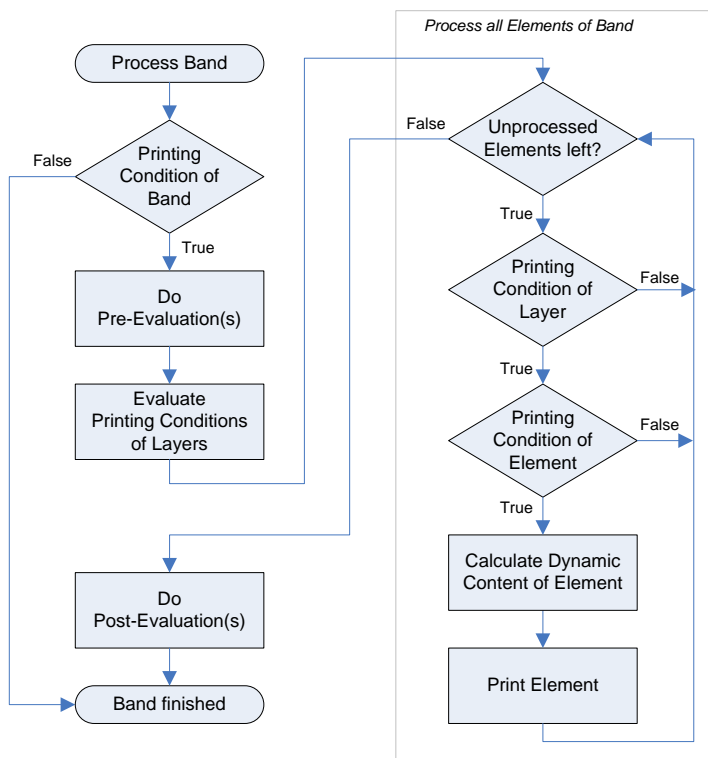 Process all Elements of Band
Process Band
False
Printing
Condition of
Band
True
Do
Pre-Evaluation(s)
Evaluate
Printing Conditions
of Layers
Do
Post-Evaluation(s)
Band finished
False
Unprocessed
Elements left?
True
Printing
Condition of
Layer
False
True
Printing
Condition of
Element
False
True
Calculate Dynamic
Content of Element
Print Element